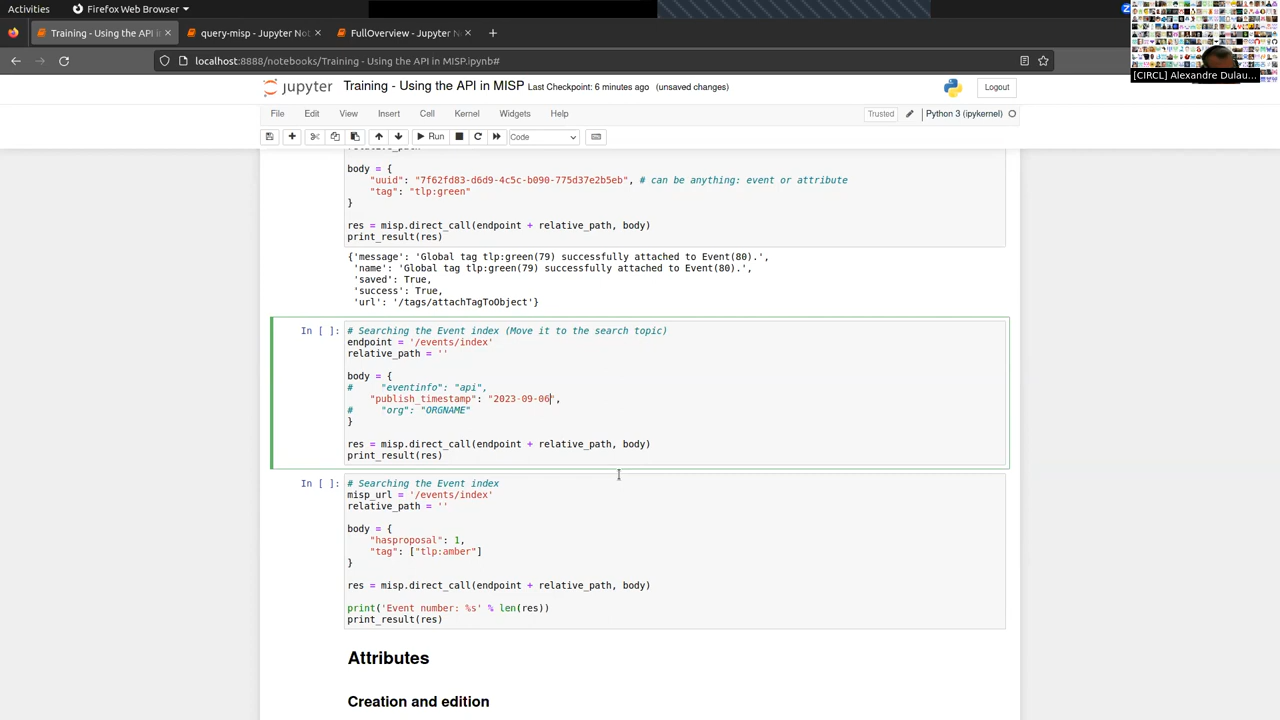 Activities
Firefox Web Browser
Training - Using the API i
query-misp - Jupyter Not
FullOverview - Jupyter
localhost:8888/notebooks/Training - Using the API in M
b#
[CIRCL] Alexandre Dulau...
jupyter Training - Using the API in MISP Last Checkpoint: 6 minutes ago (unsaved changes)
Logout
File Edit View Insert Cell Kernel Widgets Help
Trusted
Python 3 (ipykernel)
Run
Code
body = {
"uuid": "7f62fd83-d6d9-4c5c-b090-775d37e2b5eb", # can be anything: event or attribute
"tag": "tlp:green"
}
res = misp.direct_call(endpoint + relative_path, body)
print_result(res)
{'message': 'Global tag tlp:green(79) successfully attached to Event(80).',
'name': 'Global tag tlp:green(79) successfully attached to Event(80).',
'saved': True,
'success': True,
'url': '/tags/attachTagToObject'}
In [ ]: # Searching the Event index (Move it to the search topic)
endpoint = '/events/index'
relative_path = ''
body = {
# "eventinfo": "api",
"publish_timestamp": "2023-09-06",
# "org": "ORGNAME"
}
res = misp.direct_call(endpoint + relative_path, body)
print_result(res)
In [ ]: # Searching the Event index
misp_url = '/events/index'
relative_path = ''
body = {
"hasproposal": 1,
"tag": ["tlp:amber"]
}
res = misp.direct_call(endpoint + relative_path, body)
print('Event number: %s' % len(res))
print_result(res)
Attributes
Creation and edition